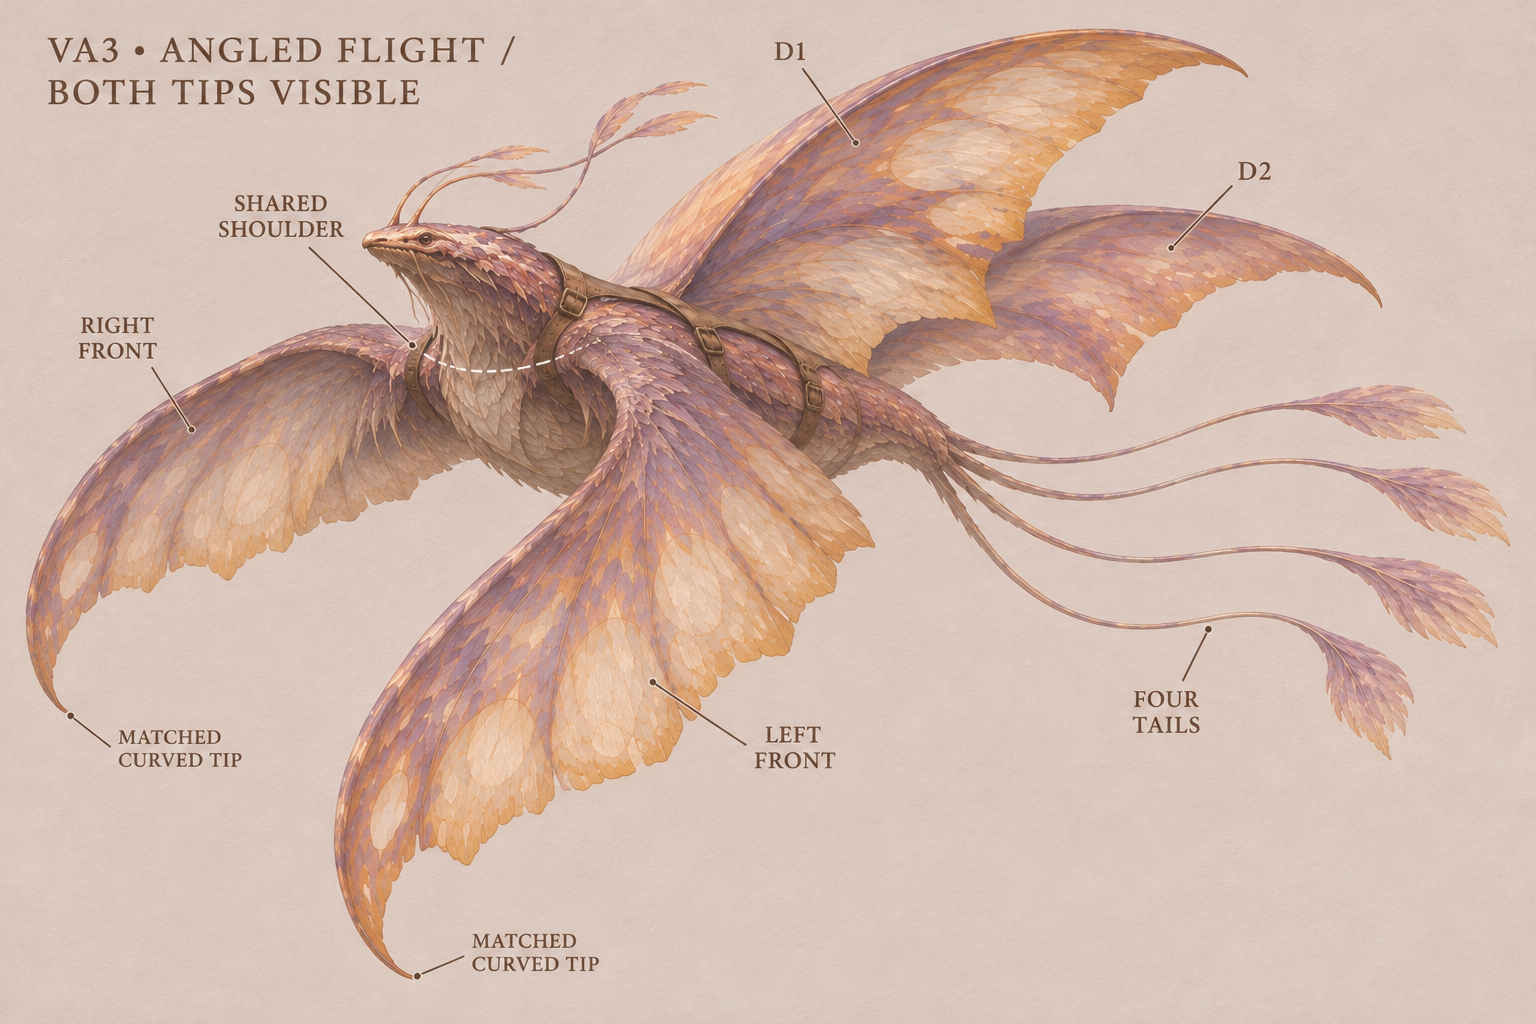 VA3 • ANGLED FLIGHT /
BOTH TIPS VISIBLE
D1
D2
SHARED
SHOULDER
RIGHT
FRONT
FOUR
TAILS
MATCHED
CURVED TIP
LEFT
FRONT
MATCHED
CURVED TIP